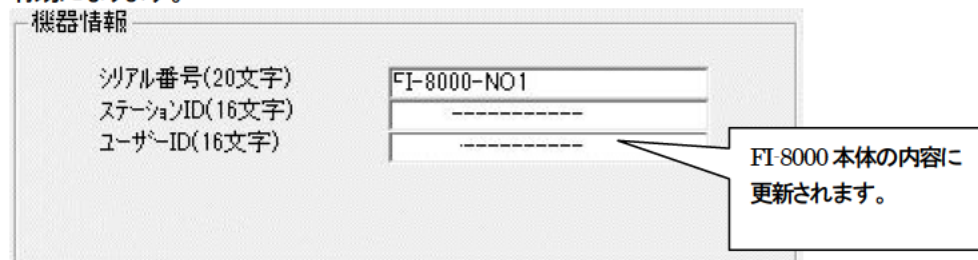 機器情報
シリアル番号(20文字)
FI-8000-NO1
ステーションID(16文字)
-----------
ユーザーID(16文字)
-----------
FI-8000 本体の内容に
更新されます。